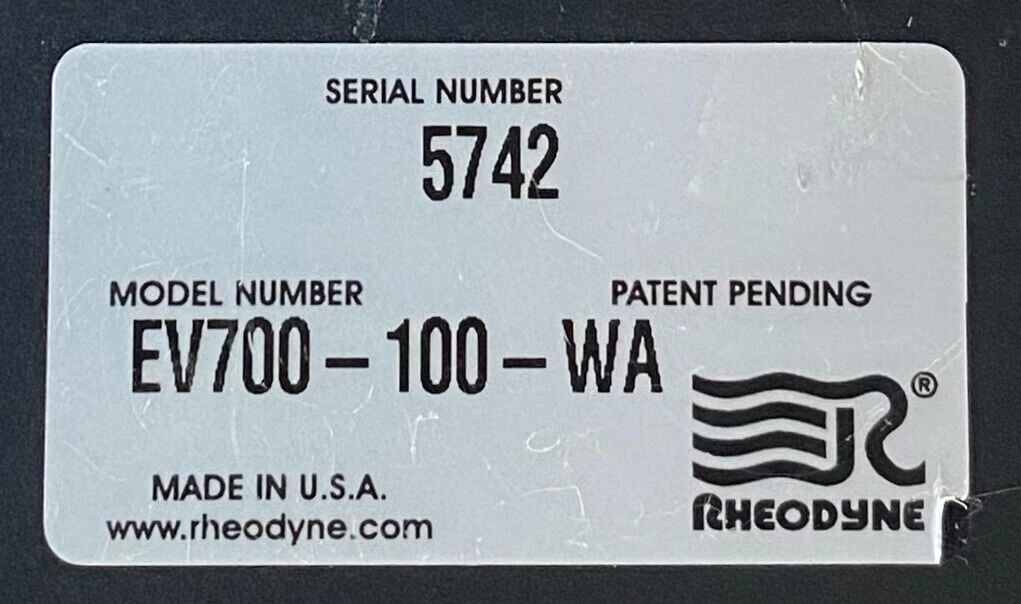 SERIAL NUMBER
5742
MODEL NUMBER
PATENT PENDING
EV700-100-WA
R®
RHEODYNE
MADE IN U.S.A.
www.rheodyne.com